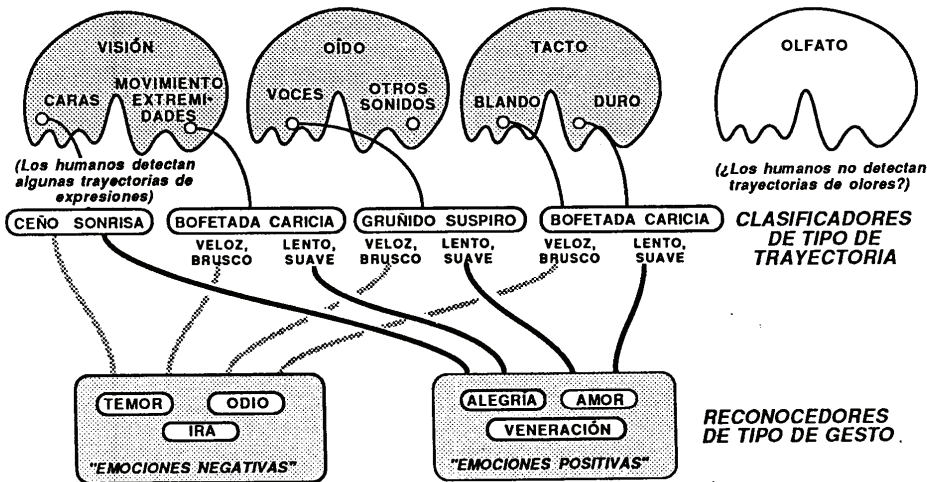 VISIÓN
CARAS
MOVIMIENTO
EXTREMI-
DADES
OÍDO
VOCES
OTROS
SONIDOS
TACTO
BLANDO
DURO
OLFATO
(Los humanos detectan
algunas trayectorias de
expresiones)
(¿Los humanos no detectan
trayectorias de olores?)
CEÑO SONRISA
BOFETADA CARICIA
GRUÑIDO SUSPIRO
BOFETADA CARICIA
CLASIFICADORES
DE TIPO DE
TRAYECTORIA
VELOZ,
BRUSCO
LENTO,
SUAVE
VELOZ,
BRUSCO
LENTO,
SUAVE
VELOZ,
BRUSCO
LENTO,
SUAVE
TEMOR
ODIO
IRA
"EMOCIONES NEGATIVAS"
ALEGRÍA
AMOR
VENERACIÓN
"EMOCIONES POSITIVAS"
RECONOCEDORES
DE TIPO DE GESTO.